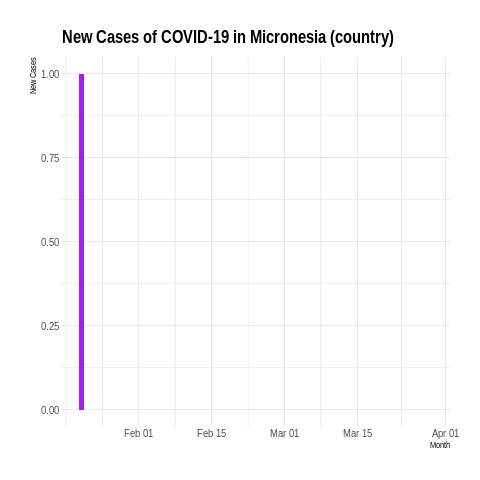 New Cases of COVID-19 in Micronesia (country)
New Cases
1.00
0.75
0.50
0.25
0.00
Feb 01
Feb 15
Mar 01
Mar 15
Apr 01
Month